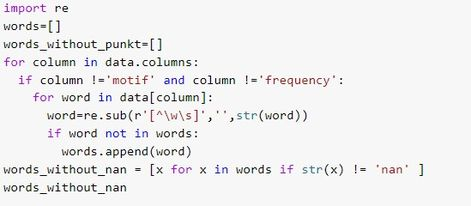 import re
words=[]
words_without_punkt=[]
for column in data.columns:
  if column !='motif' and column !='frequency':
    for word in data[column]:
      word=re.sub(r'[^\w\s]','',str(word))
      if word not in words:
        words.append(word)
words_without_nan = [x for x in words if str(x) != 'nan' ]
words_without_nan